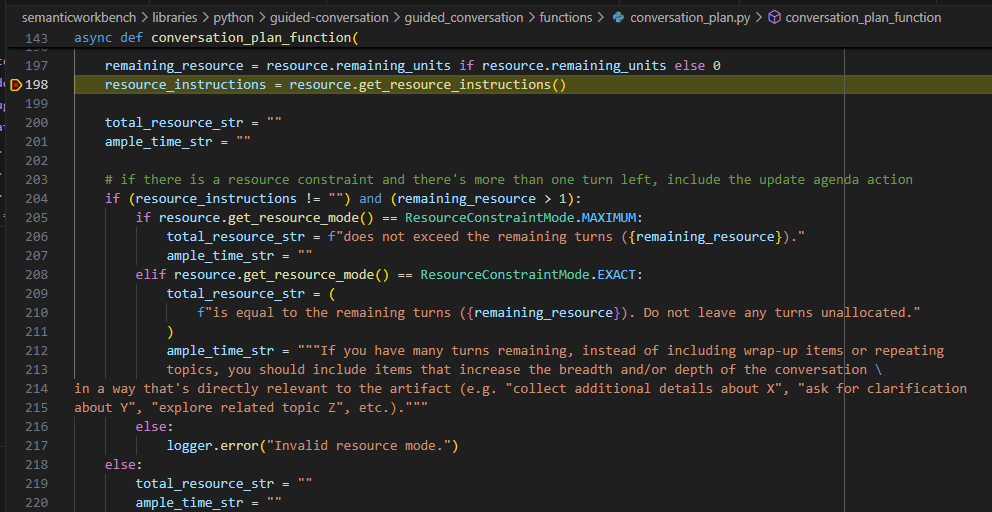 semanticworkbench > libraries > python > guided-conversation > guided_conversation > functions > conversation_plan.py > conversation_plan_function
143 async def conversation_plan_function(
197 remaining_resource = resource.remaining_units if resource.remaining_units else 0
198 resource_instructions = resource.get_resource_instructions()
199
200 total_resource_str = ""
201 ample_time_str = ""
202
203 # if there is a resource constraint and there's more than one turn left, include the update agenda action
204 if (resource_instructions != "") and (remaining_resource > 1):
205 if resource.get_resource_mode() == ResourceConstraintMode.MAXIMUM:
206 total_resource_str = f"does not exceed the remaining turns ({remaining_resource})."
207 ample_time_str = ""
208 elif resource.get_resource_mode() == ResourceConstraintMode.EXACT:
209 total_resource_str = (
210 f"is equal to the remaining turns ({remaining_resource}). Do not leave any turns unallocated."
211 )
212 ample_time_str = """If you have many turns remaining, instead of including wrap-up items or repeating
213 topics, you should include items that increase the breadth and/or depth of the conversation \
214 in a way that's directly relevant to the artifact (e.g. "collect additional details about X", "ask for clarification
215 about Y", "explore related topic Z", etc.)."""
216 else:
217 logger.error("Invalid resource mode.")
218 else:
219 total_resource_str = ""
220 ample_time_str = ""